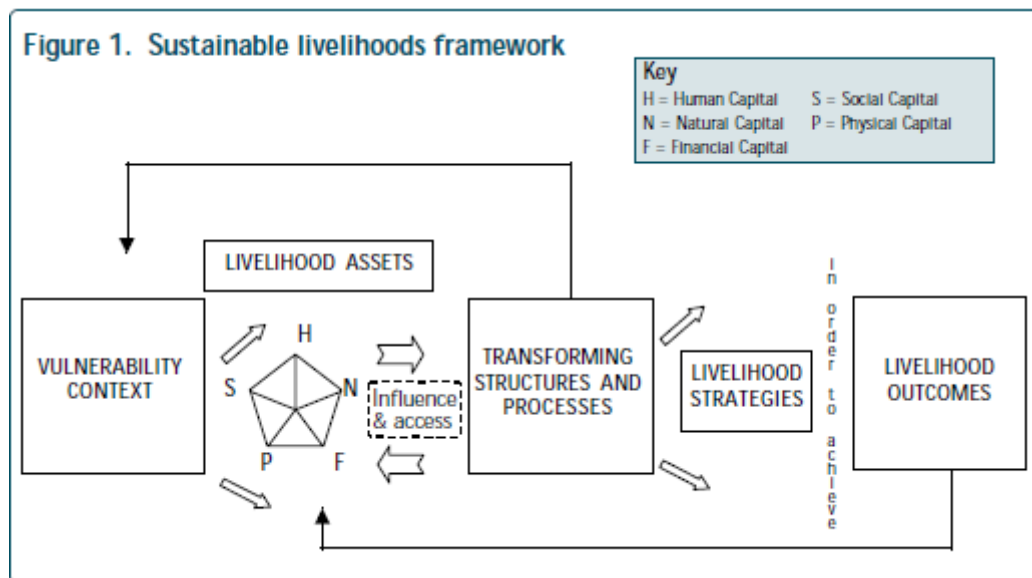 Figure 1. Sustainable livelihoods framework
Key
H = Human Capital S = Social Capital
N = Natural Capital P = Physical Capital
F = Financial Capital
LIVELIHOOD ASSETS
VULNERABILITY
CONTEXT
H
S
N
P
F
Influence
& access
TRANSFORMING
STRUCTURES AND
PROCESSES
LIVELIHOOD
STRATEGIES
In order to achieve
LIVELIHOOD
OUTCOMES